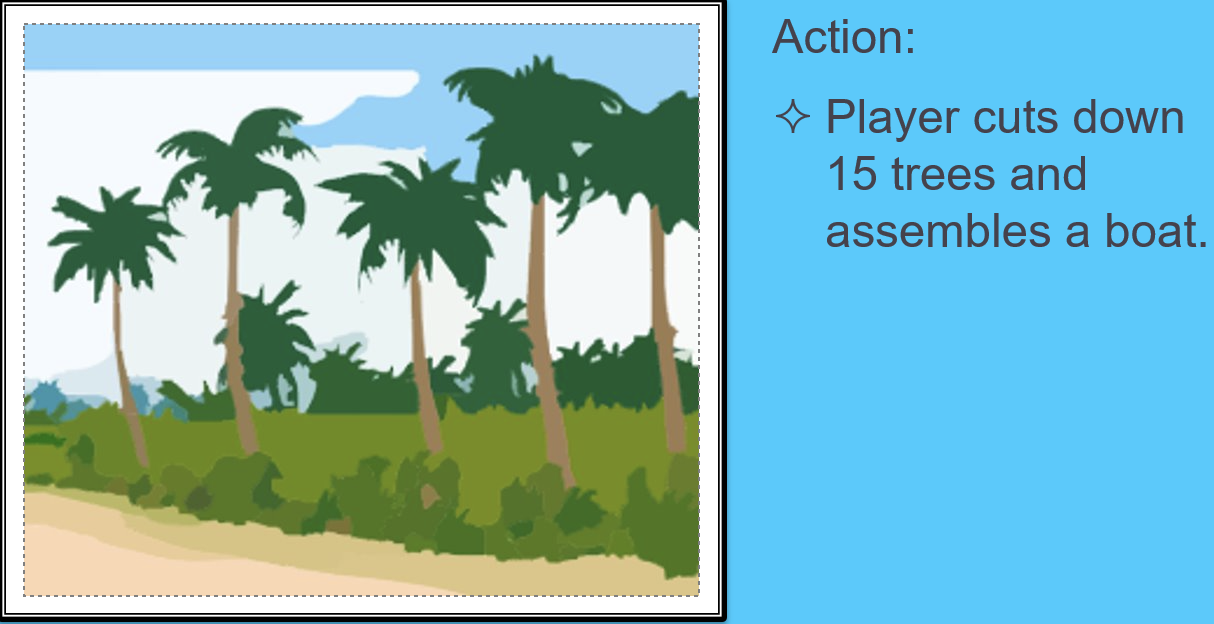 Action:
✧ Player cuts down
15 trees and
assembles a boat.